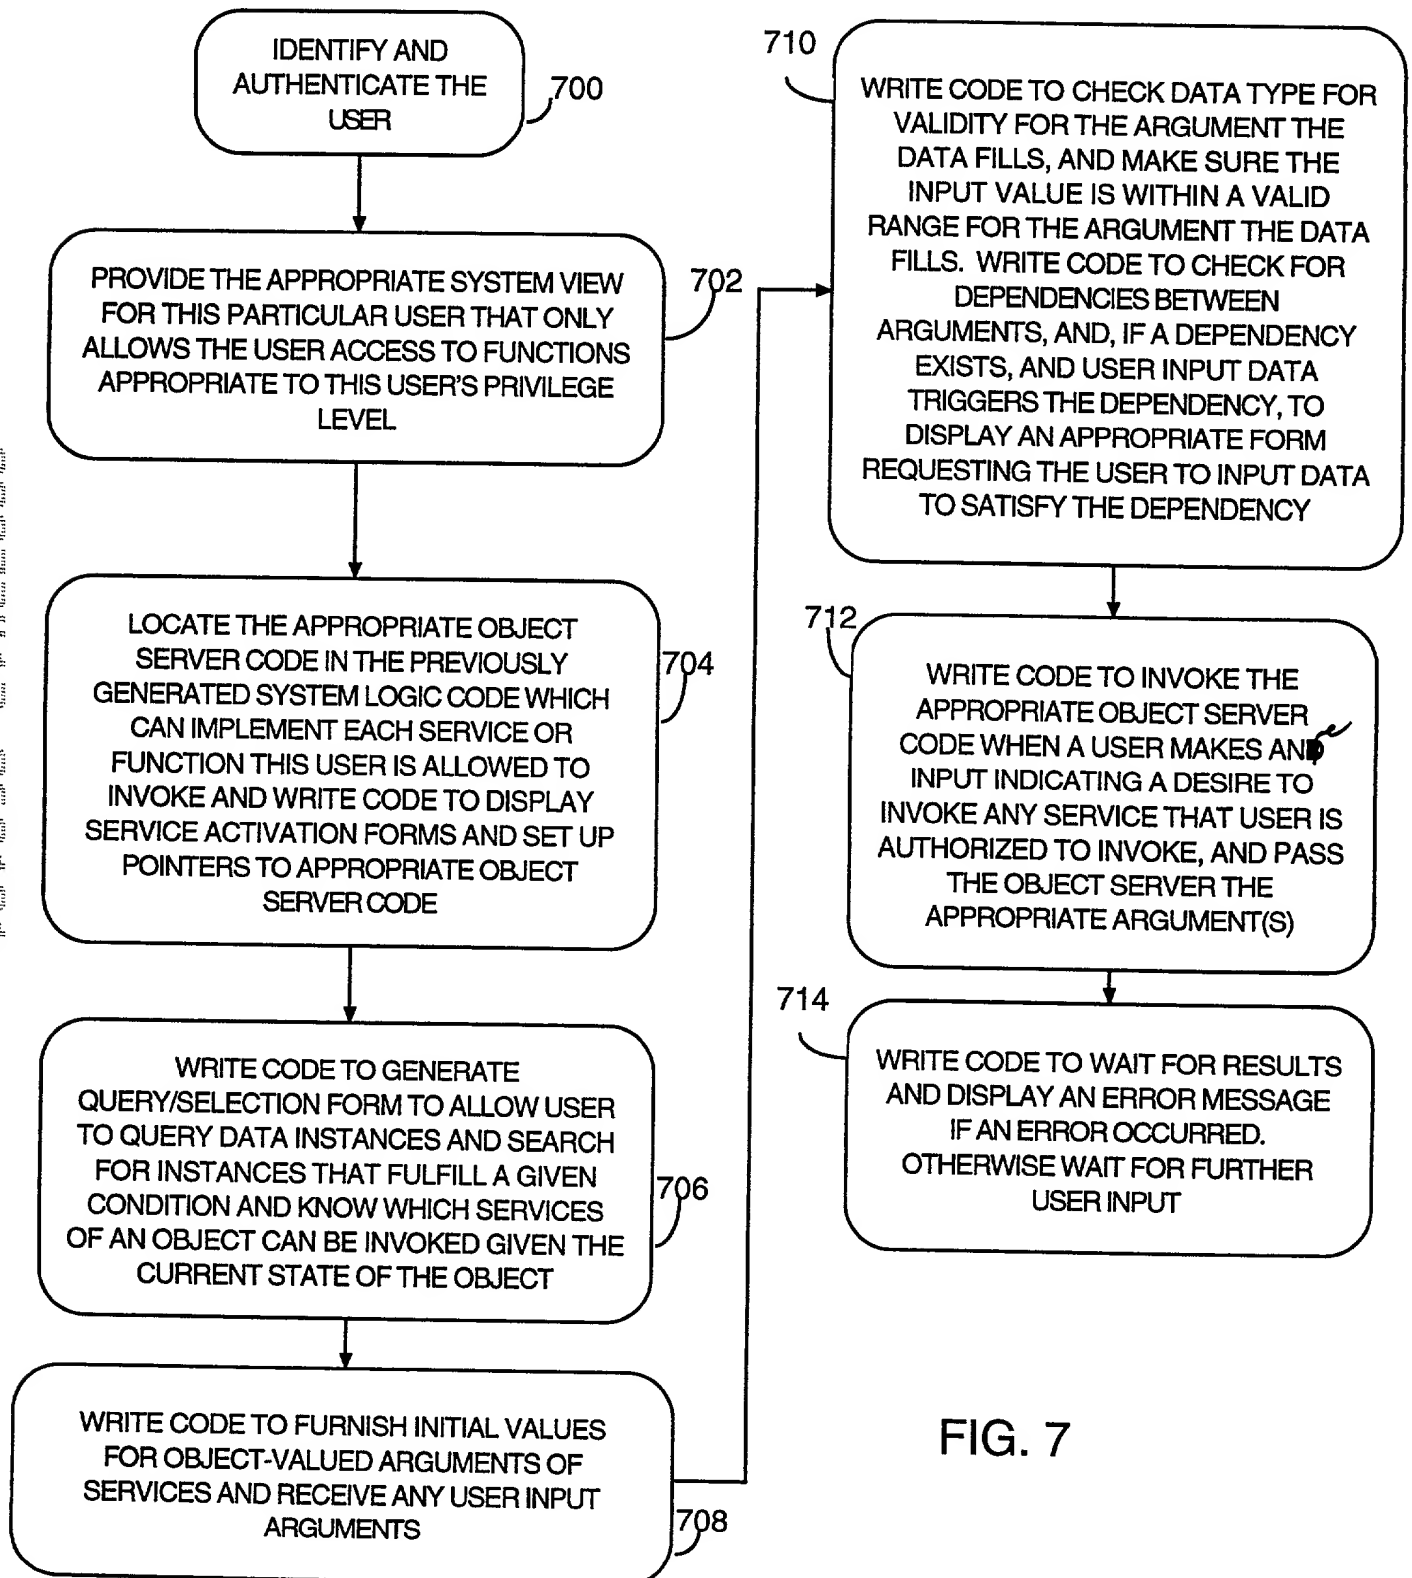 IDENTIFY AND
AUTHENTICATE THE
USER
700
PROVIDE THE APPROPRIATE SYSTEM VIEW
FOR THIS PARTICULAR USER THAT ONLY
ALLOWS THE USER ACCESS TO FUNCTIONS
APPROPRIATE TO THIS USER'S PRIVILEGE
LEVEL
702
LOCATE THE APPROPRIATE OBJECT
SERVER CODE IN THE PREVIOUSLY
GENERATED SYSTEM LOGIC CODE WHICH
CAN IMPLEMENT EACH SERVICE OR
FUNCTION THIS USER IS ALLOWED TO
INVOKE AND WRITE CODE TO DISPLAY
SERVICE ACTIVATION FORMS AND SET UP
POINTERS TO APPROPRIATE OBJECT
SERVER CODE
704
WRITE CODE TO GENERATE
QUERY/SELECTION FORM TO ALLOW USER
TO QUERY DATA INSTANCES AND SEARCH
FOR INSTANCES THAT FULFILL A GIVEN
CONDITION AND KNOW WHICH SERVICES
OF AN OBJECT CAN BE INVOKED GIVEN THE
CURRENT STATE OF THE OBJECT
706
WRITE CODE TO FURNISH INITIAL VALUES
FOR OBJECT-VALUED ARGUMENTS OF
SERVICES AND RECEIVE ANY USER INPUT
ARGUMENTS
708
710
WRITE CODE TO CHECK DATA TYPE FOR
VALIDITY FOR THE ARGUMENT THE
DATA FILLS, AND MAKE SURE THE
INPUT VALUE IS WITHIN A VALID
RANGE FOR THE ARGUMENT THE DATA
FILLS. WRITE CODE TO CHECK FOR
DEPENDENCIES BETWEEN
ARGUMENTS, AND, IF A DEPENDENCY
EXISTS, AND USER INPUT DATA
TRIGGERS THE DEPENDENCY, TO
DISPLAY AN APPROPRIATE FORM
REQUESTING THE USER TO INPUT DATA
TO SATISFY THE DEPENDENCY
712
WRITE CODE TO INVOKE THE
APPROPRIATE OBJECT SERVER
CODE WHEN A USER MAKES AND
INPUT INDICATING A DESIRE TO
INVOKE ANY SERVICE THAT USER IS
AUTHORIZED TO INVOKE, AND PASS
THE OBJECT SERVER THE
APPROPRIATE ARGUMENT(S)
714
WRITE CODE TO WAIT FOR RESULTS
AND DISPLAY AN ERROR MESSAGE
IF AN ERROR OCCURRED.
OTHERWISE WAIT FOR FURTHER
USER INPUT
FIG. 7